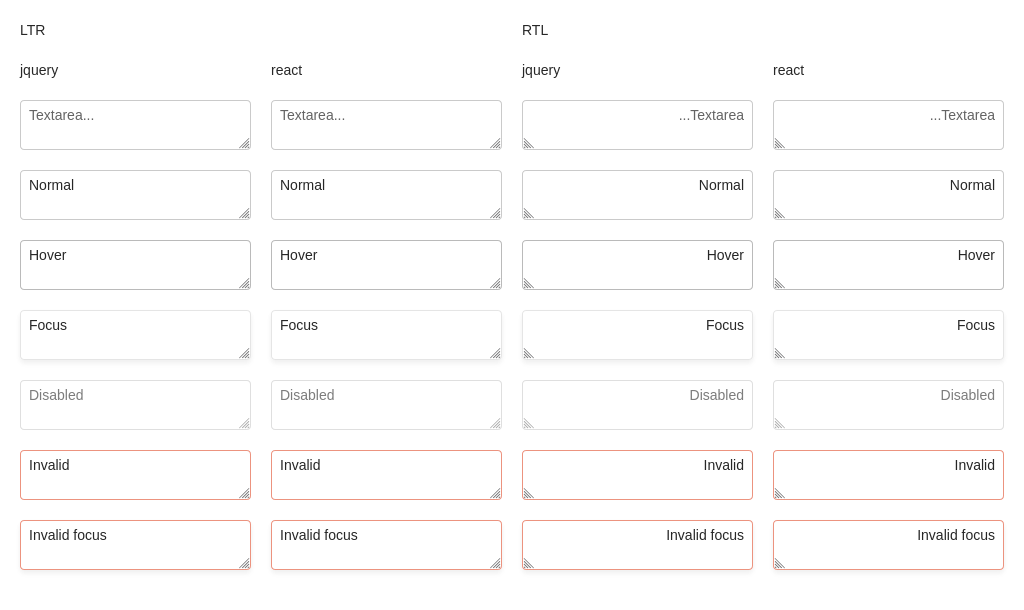 LTR RTL
jquery react jquery react
Textarea... Textarea... ...Textarea ...Textarea
Normal Normal Normal Normal
Hover Hover Hover Hover
Focus Focus Focus Focus
Disabled Disabled Disabled Disabled
Invalid Invalid Invalid Invalid
Invalid focus Invalid focus Invalid focus Invalid focus